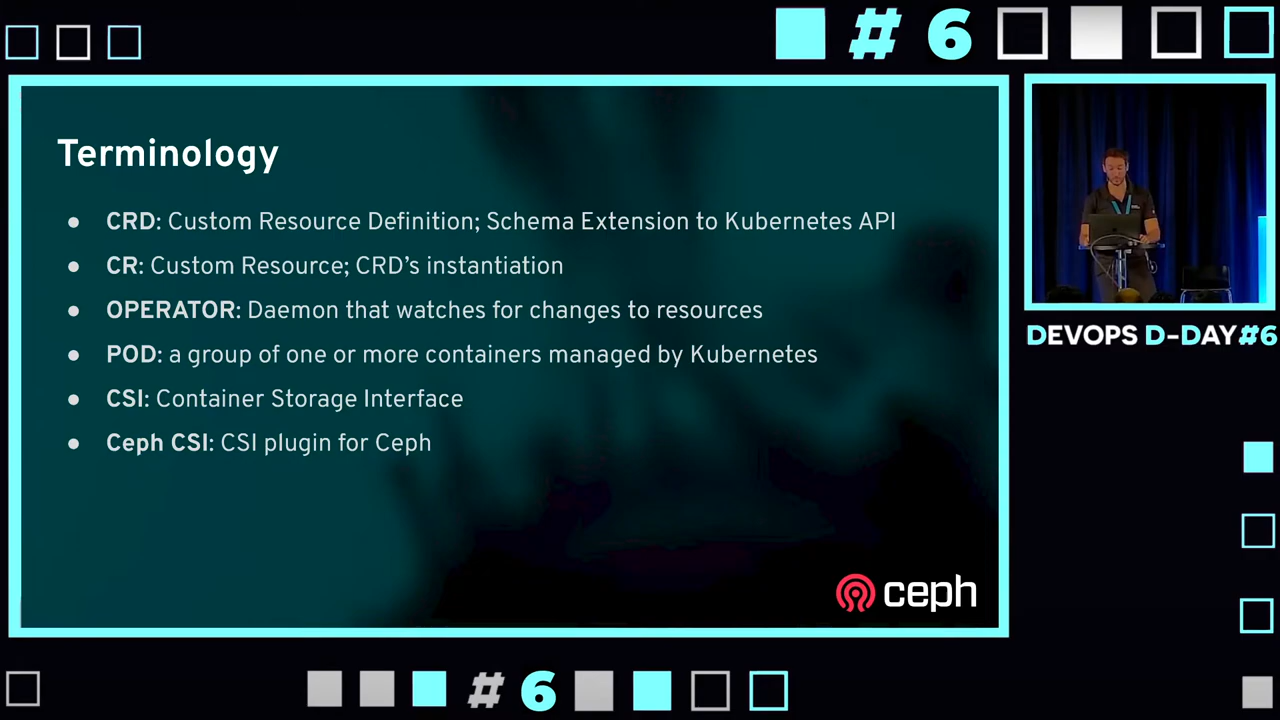 # 6
Terminology
● CRD: Custom Resource Definition; Schema Extension to Kubernetes API
● CR: Custom Resource; CRD's instantiation
● OPERATOR: Daemon that watches for changes to resources
● POD: a group of one or more containers managed by Kubernetes
● CSI: Container Storage Interface
● Ceph CSI: CSI plugin for Ceph
ceph
DEVOPS D-DAY#6
# 6